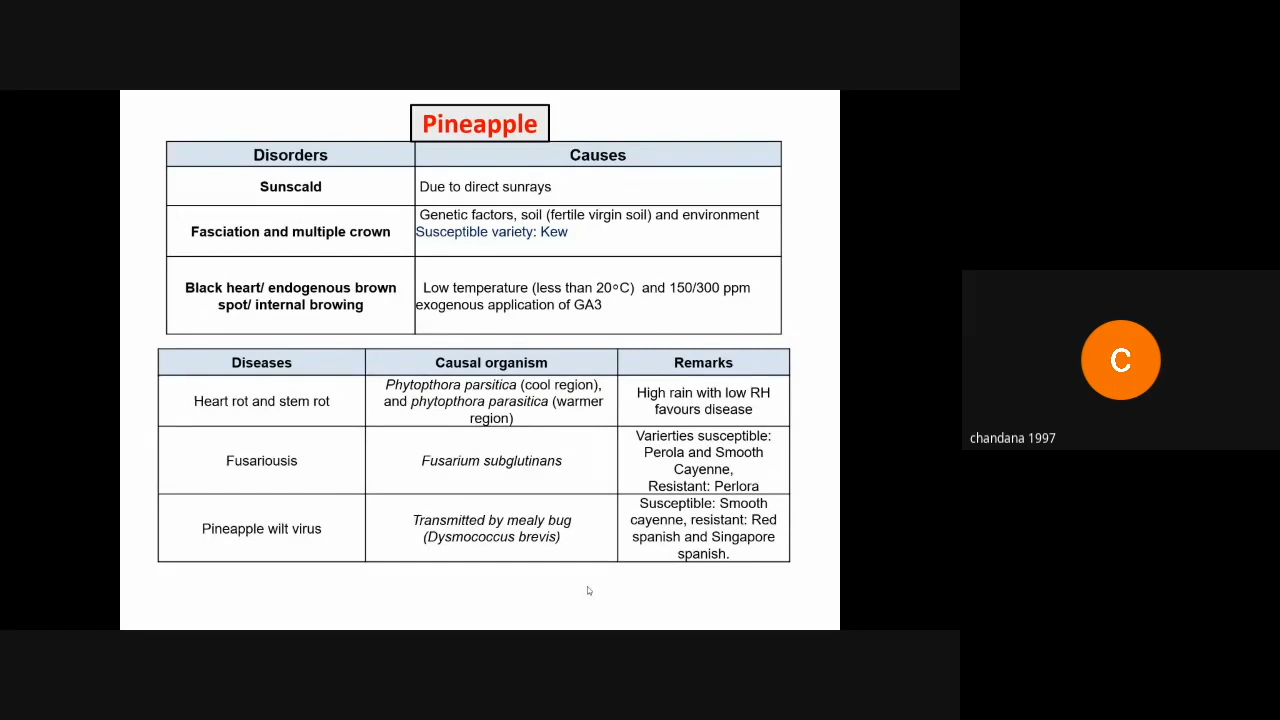 Pineapple
Disorders Causes
Sunscald Due to direct sunrays
Genetic factors, soil (fertile virgin soil) and environment
Fasciation and multiple crown Susceptible variety: Kew
Black heart/ endogenous brown Low temperature (less than 20°C) and 150/300 ppm
spot/ internal browing exogenous application of GA3
Diseases Causal organism Remarks
Heart rot and stem rot
Phytopthora parsitica (cool region),
and phytopthora parasitica (warmer
region)
High rain with low RH
favours disease
Fusariousis
Fusarium subglutinans
Varierties susceptible:
Perola and Smooth
Cayenne,
Resistant: Perlora
Pineapple wilt virus
Transmitted by mealy bug
(Dysmococcus brevis)
Susceptible: Smooth
cayenne, resistant: Red
spanish and Singapore
spanish.
C
chandana 1997